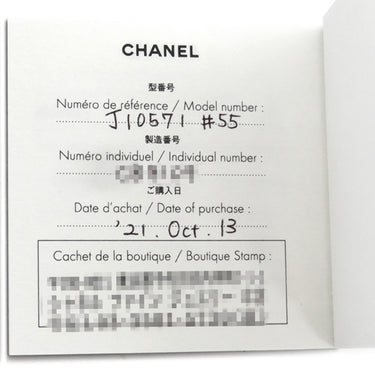 CHANEL
型番号
Numéro de référence / Model number :
J10571 #55
製造番号
Numéro individuel / Individual number :
ご購入日
Date d'achat / Date of purchase :
'21. Oct. 13
Cachet de la boutique / Boutique Stamp :